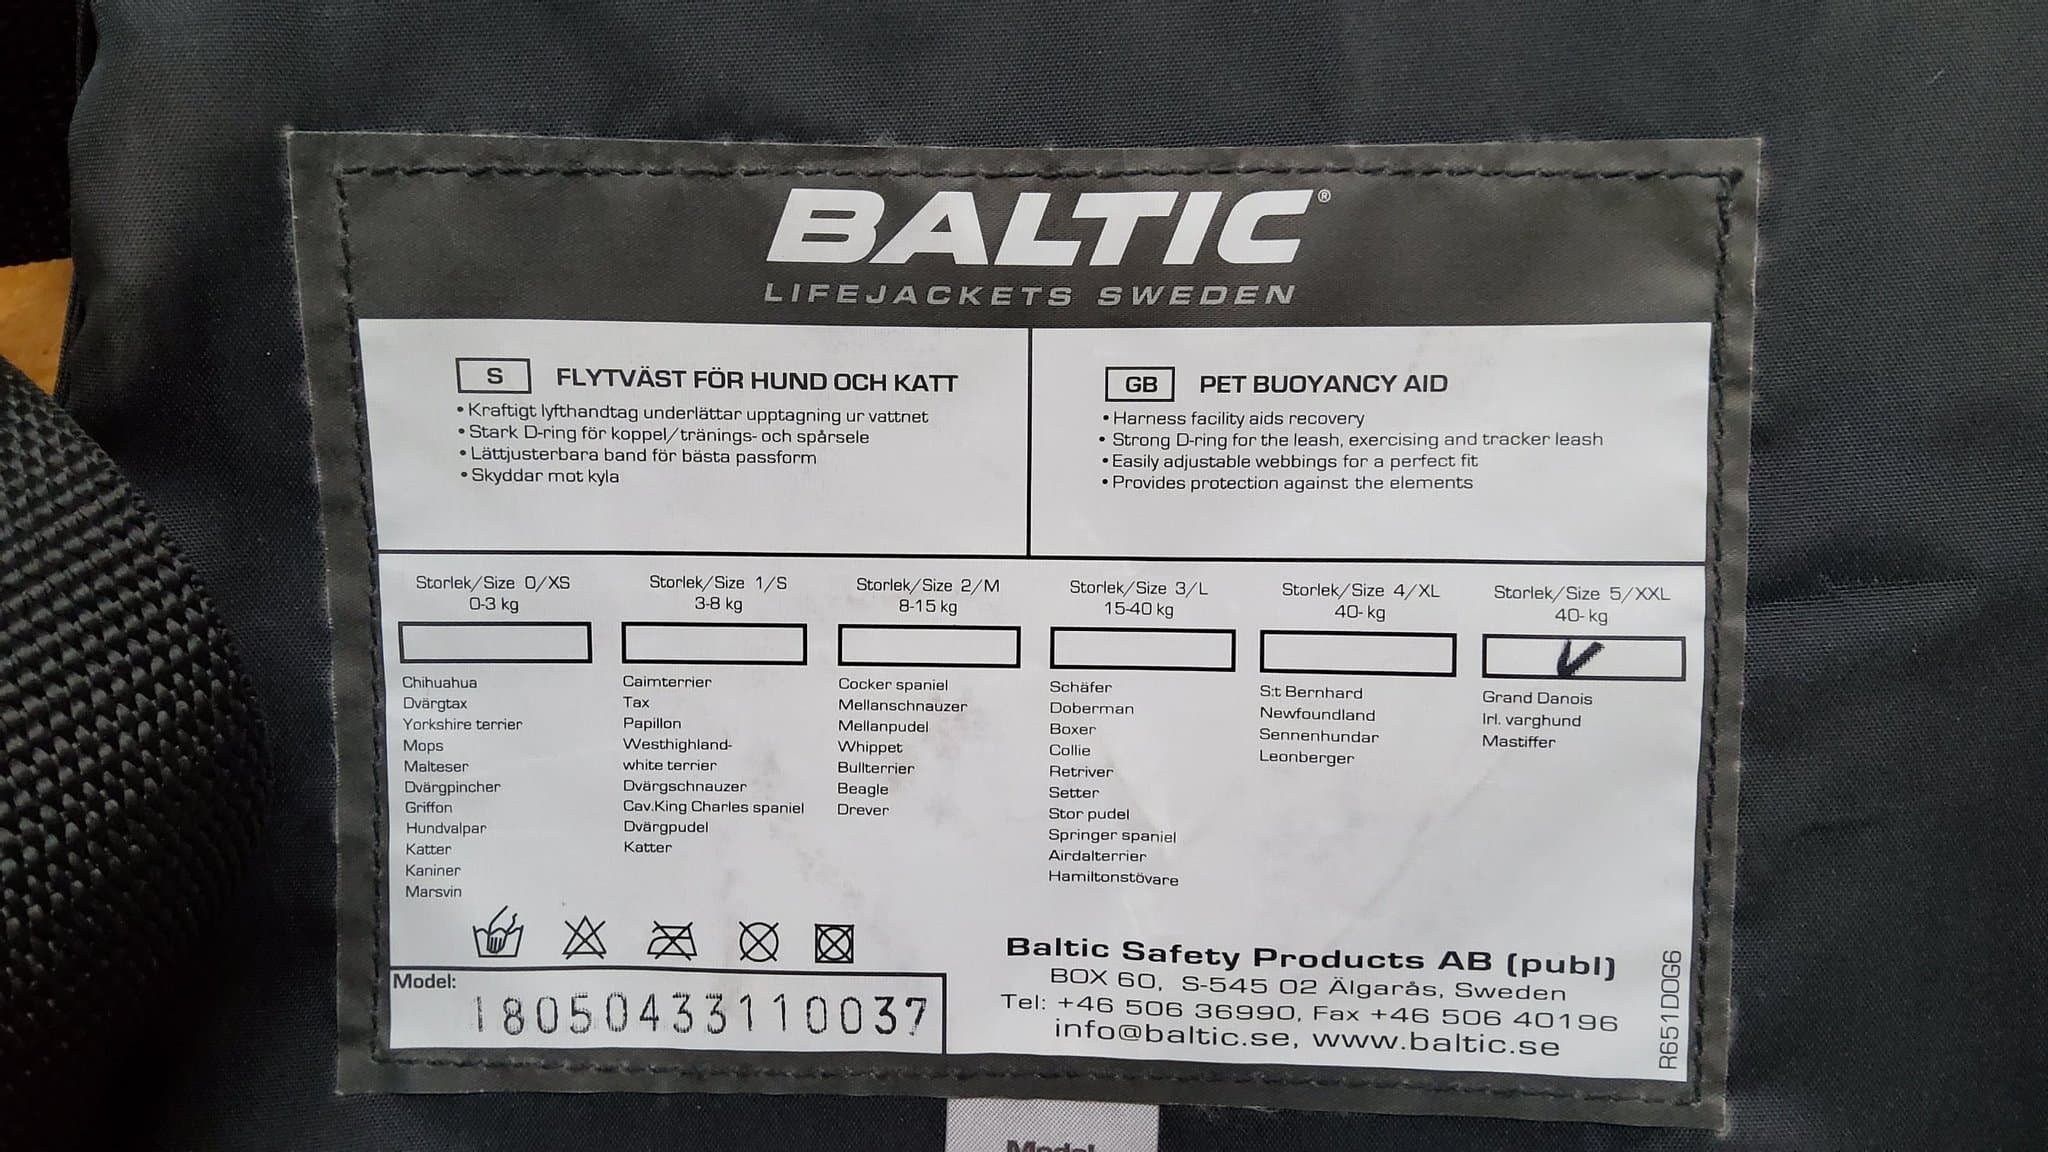 BALTIC®
LIFEJACKETS SWEDEN
S FLYTVÄST FÖR HUND OCH KATT
• Kraftigt lyfthandtag underlättar upptagning ur vattnet
• Stark D-ring för koppel/tränings- och spårsele
• Lättjusterbara band för bästa passform
• Skyddar mot kyla
GB PET BUOYANCY AID
• Harness facility aids recovery
• Strong D-ring for the leash, exercising and tracker leash
• Easily adjustable webbings for a perfect fit
• Provides protection against the elements
Storlek/Size 0/XS
0-3 kg
Chihuahua
Dvärgtax
Yorkshire terrier
Mops
Malteser
Dvärgpincher
Griffon
Hundvalpar
Katter
Kaniner
Marsvin
Storlek/Size 1/S
3-8 kg
Caimterrier
Tax
Papillon
Westhighland-
white terrier
Dvärgschnauzer
Cav.King Charles spaniel
Dvärgpudel
Katter
Storlek/Size 2/M
8-15 kg
Cocker spaniel
Mellanschnauzer
Mellanpudel
Whippet
Bullterrier
Beagle
Drever
Storlek/Size 3/L
15-40 kg
Schäfer
Doberman
Boxer
Collie
Retriver
Setter
Stor pudel
Springer spaniel
Airdalterrier
Hamiltonstövare
Storlek/Size 4/XL
40- kg
S:t Bernhard
Newfoundland
Sennenhundar
Leonberger
Storlek/Size 5/XXL
40- kg
Grand Danois
Irl. varghund
Mastiffer
Model:
18050433110037
Baltic Safety Products AB (publ)
BOX 60, S-545 02 Älgarås, Sweden
Tel: +46 506 36990, Fax +46 506 40196
info@baltic.se, www.baltic.se
R651DOG6
Model